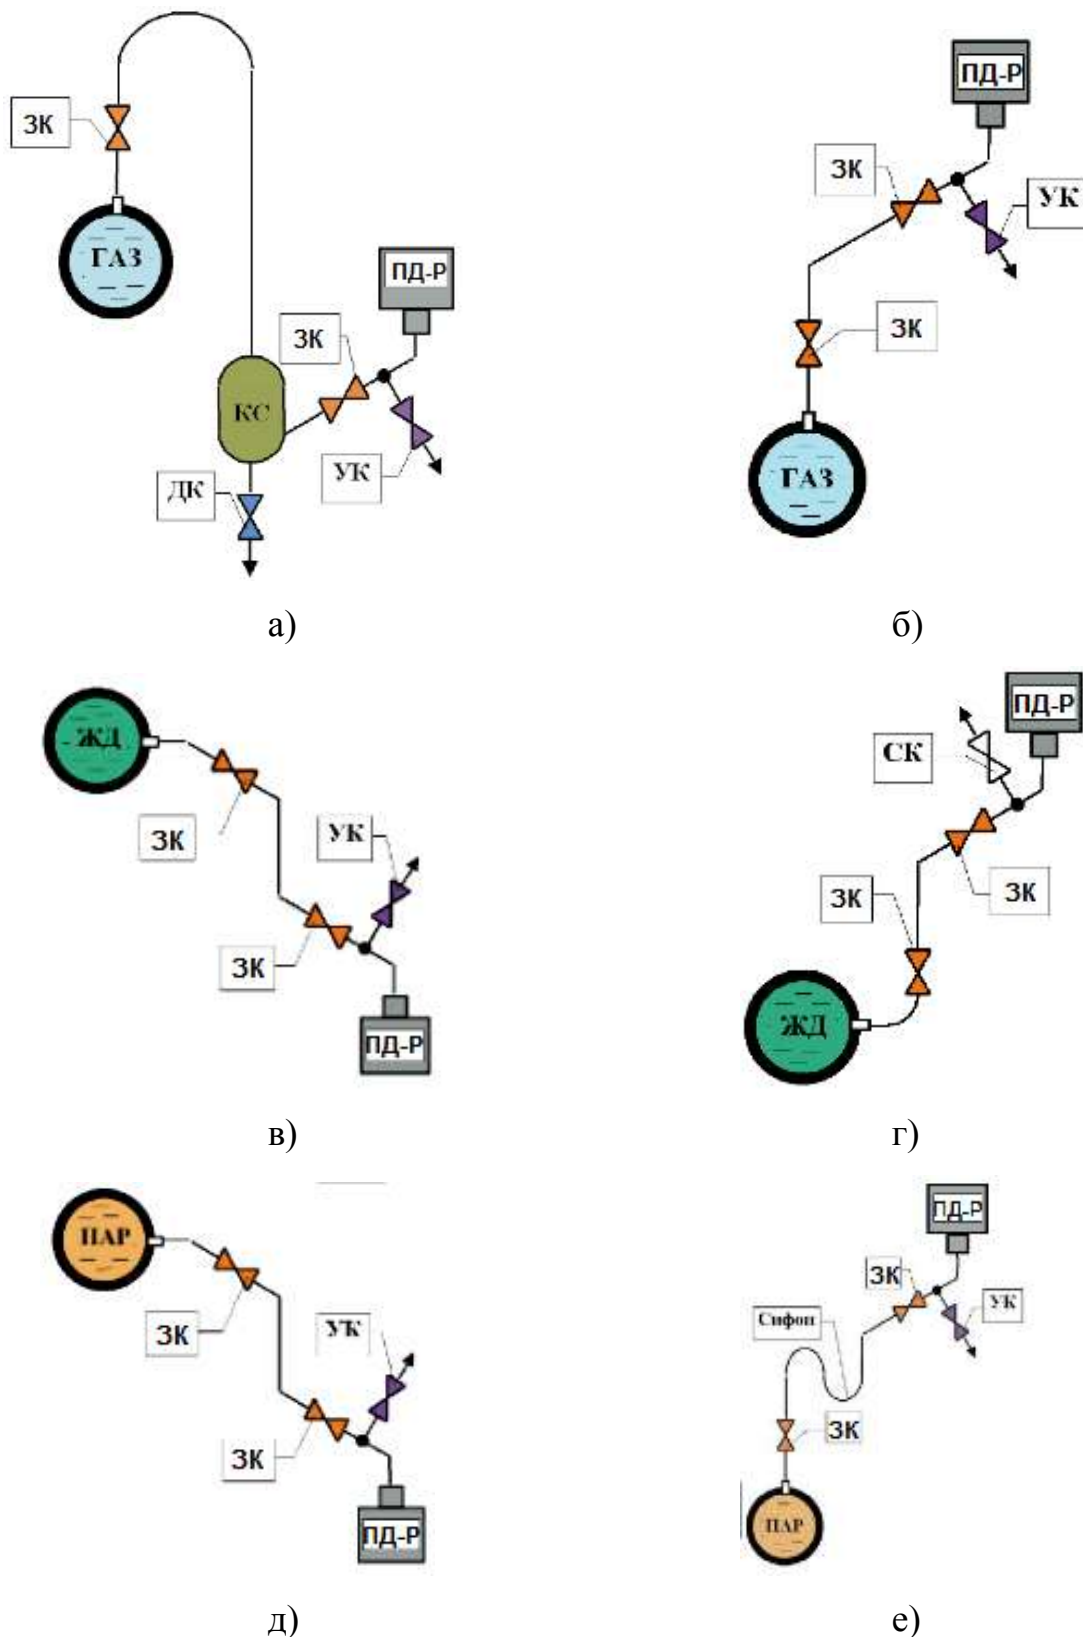 ЗК
ГАЗ
ПД-Р
ЗК
КС
УК
ДК
а)
ПД-Р
ЗК
УК
ЗК
ГАЗ
б)
ЖД
ЗК
УК
ЗК
ПД-Р
в)
ПД-Р
СК
ЗК
ЗК
ЖД
г)
ПАР
ЗК
УК
ЗК
ПД-Р
д)
ПД-Р
ЗК
УК
Сифон
ЗК
ПАР
е)